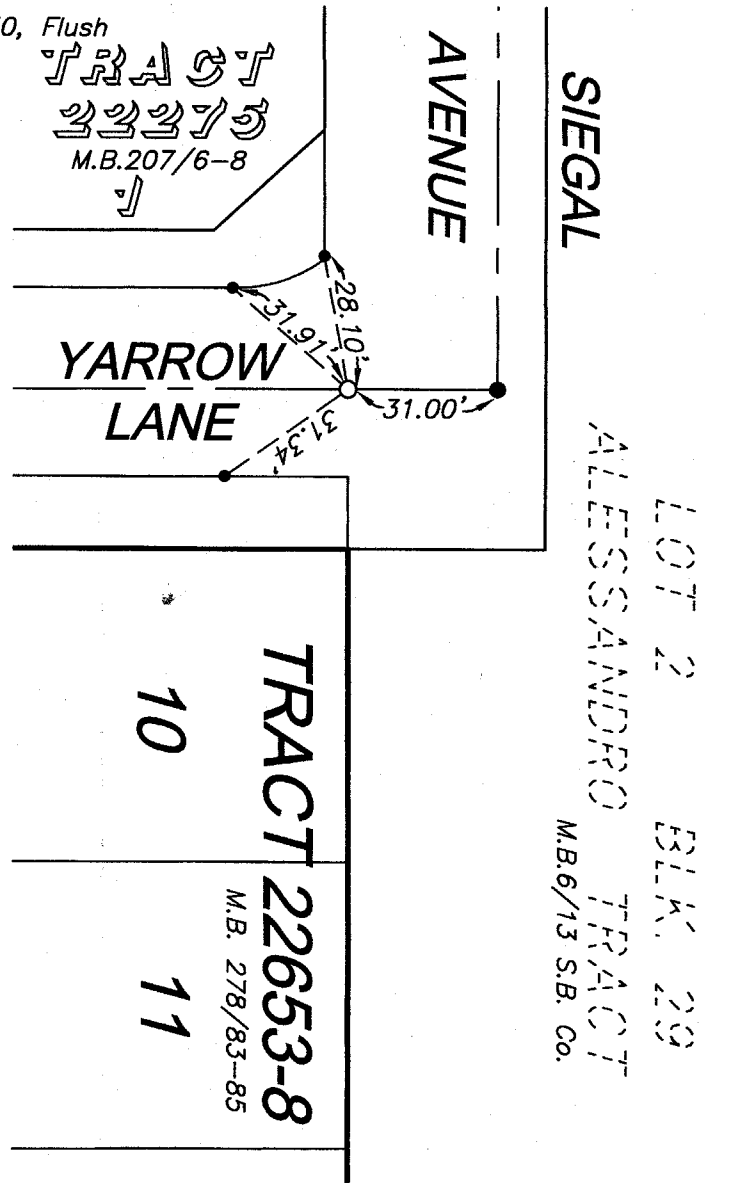 0, Flush
TRACT
22275
M.B.207/6-8
1
SIEGAL
AVENUE
28.10'
31.91'
YARROW
LANE
31.00'
31.34'
LOT 2 BLK. 29
ALESSANDRO TRACT
M.B.6/13 S.B. Co.
TRACT 22653-8
M.B. 278/83-85
10
11